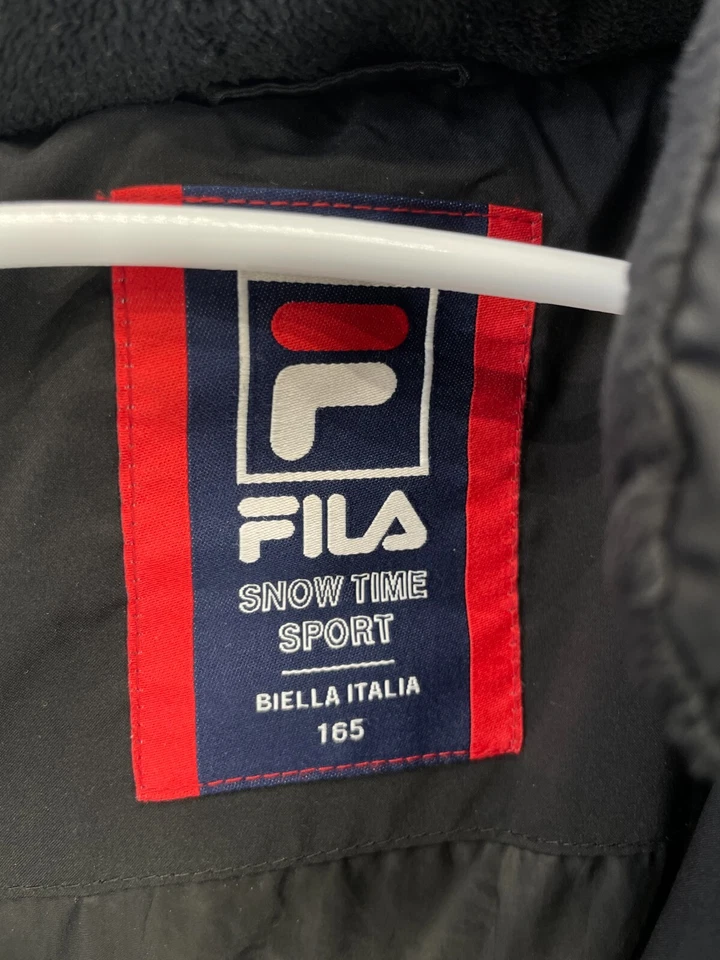 FILA
SNOW TIME
SPORT
BIELLA ITALIA
165